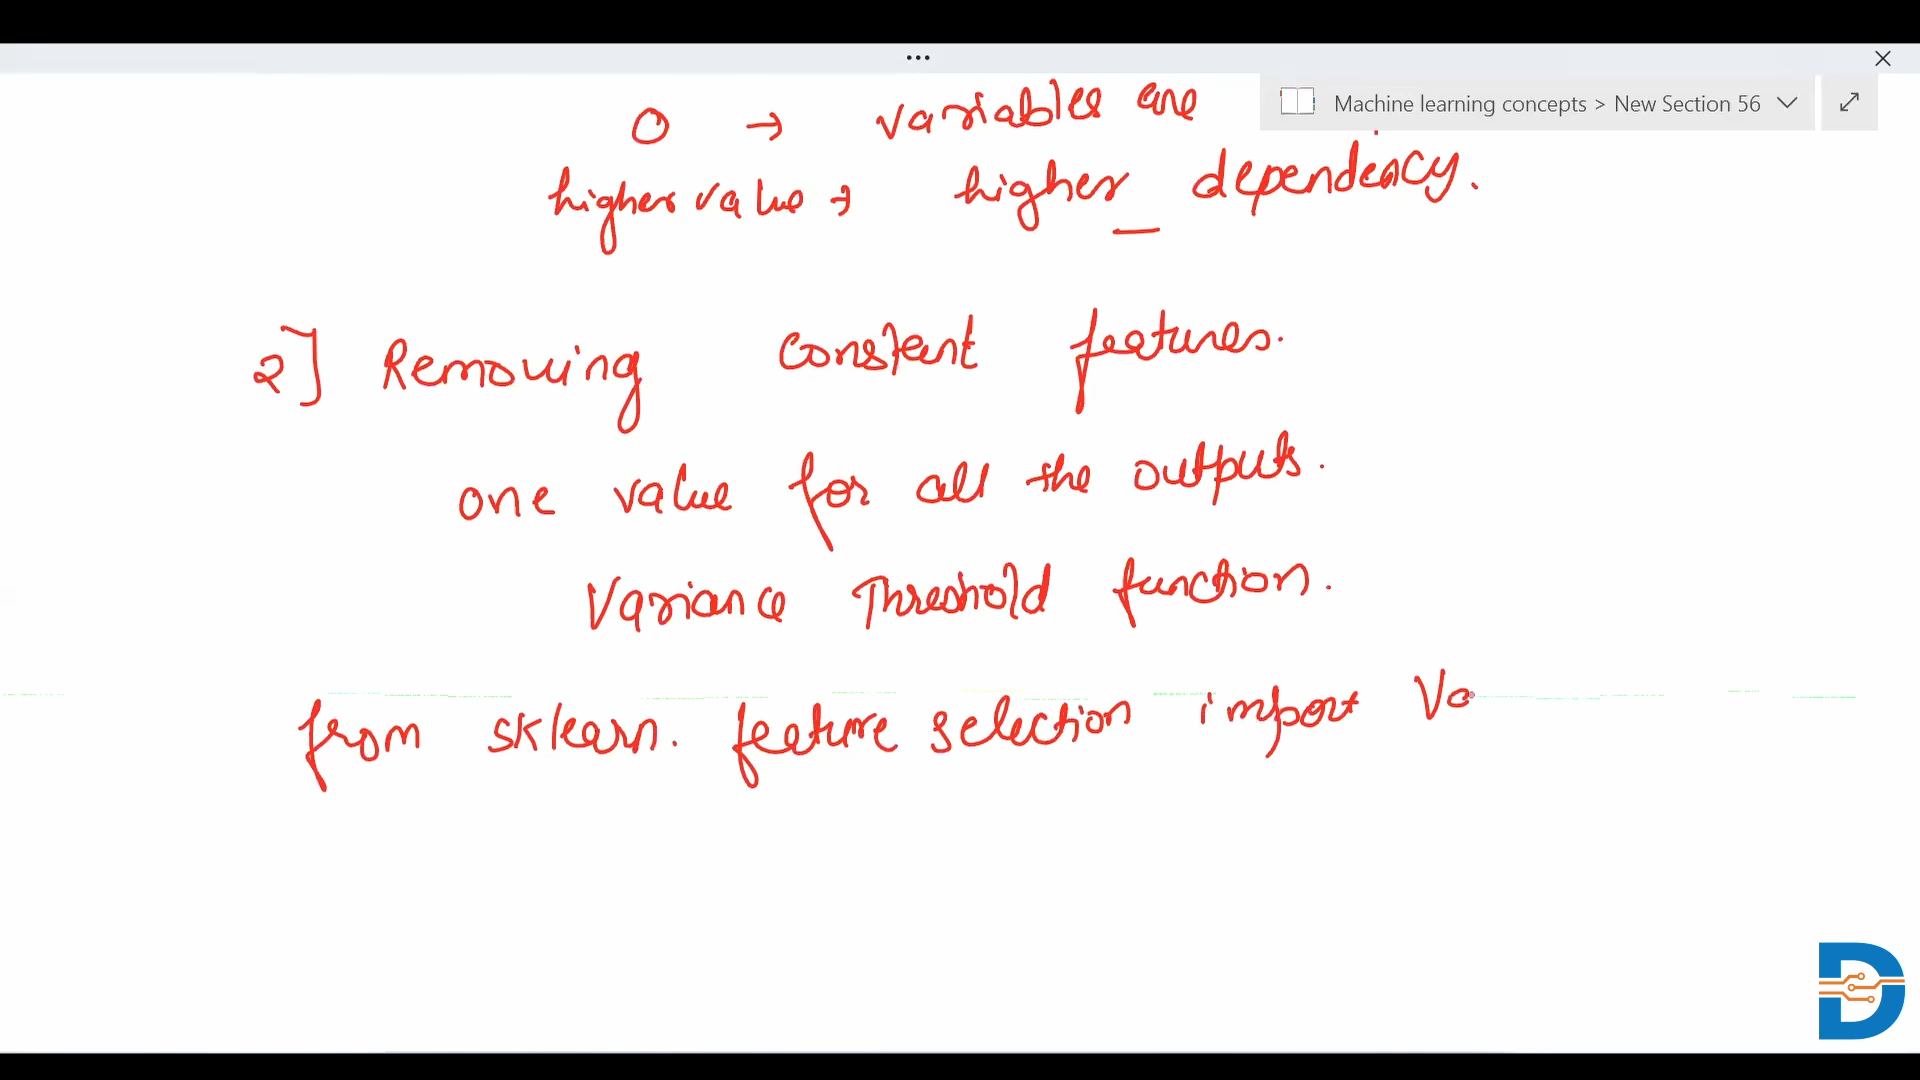 Machine learning concepts > New Section 56
0 → variables are
higher value → higher dependency.
2] Removing constant features.
one value for all the outputs.
Variance Threshold function.
from sklearn. feature selection import Va